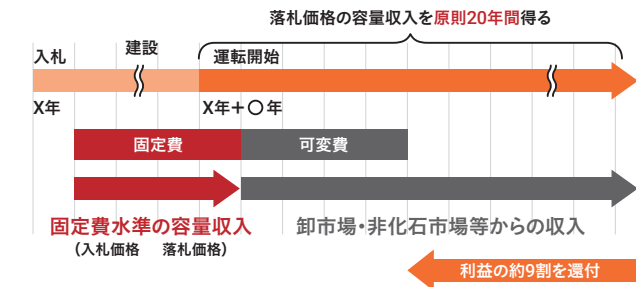 落札価格の容量収入を原則20年間得る
入札 建設 運転開始
X年 X年＋○年
固定費 可変費
固定費水準の容量収入 卸市場・非化石市場等からの収入
（入札価格 落札価格）
利益の約9割を還付